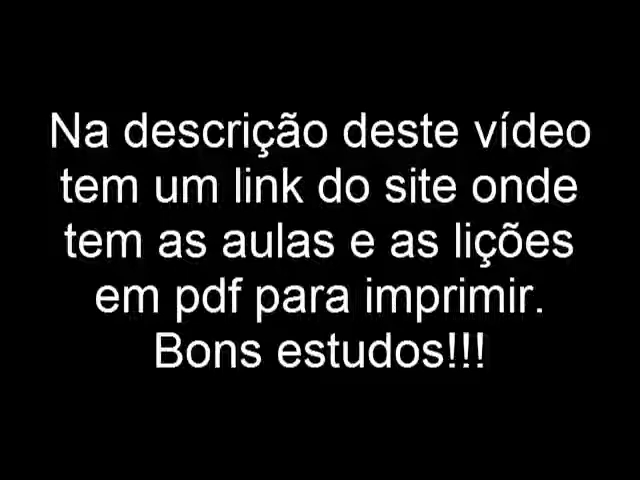 Na descrição deste vídeo
tem um link do site onde
tem as aulas e as lições
em pdf para imprimir.
Bons estudos!!!